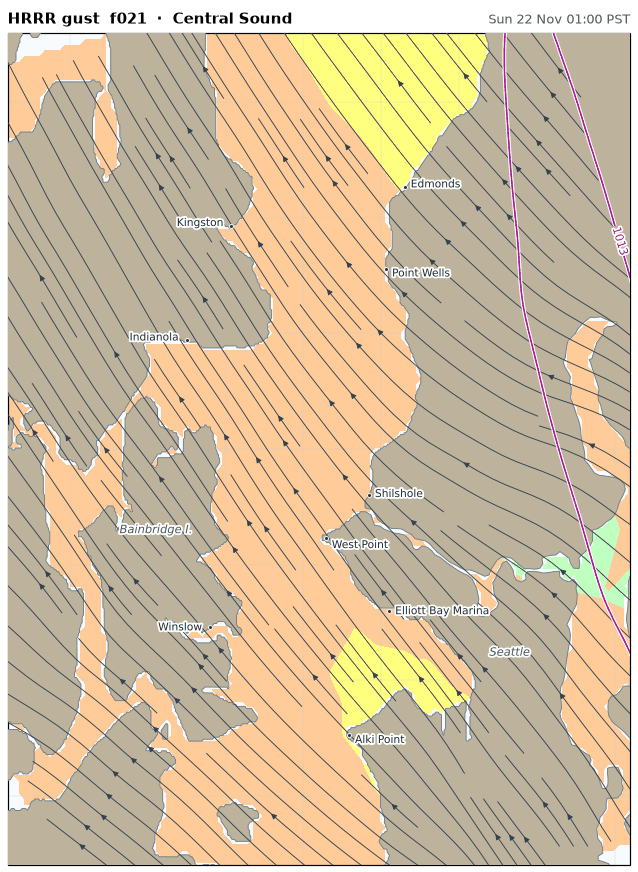 HRRR gust f021 · Central Sound
Sun 22 Nov 01:00 PST
Edmonds
Kingston
1013
Point Wells
Indianola
Shilshole
Bainbridge I.
West Point
Elliott Bay Marina
Winslow
Seattle
Alki Point